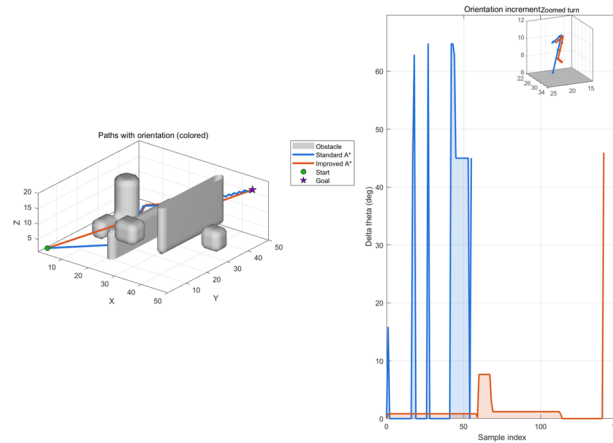 Orientation increment
Zoomed turn
12
10
8
6
22
26
30
34
25
20
15
Paths with orientation (colored)
Obstacle
Standard A*
Improved A*
Start
Goal
20
15
10
5
Z
10
20
30
40
50
X
10
20
30
40
50
Y
60
50
40
30
20
10
0
Delta theta (deg)
0
50
100
Sample index